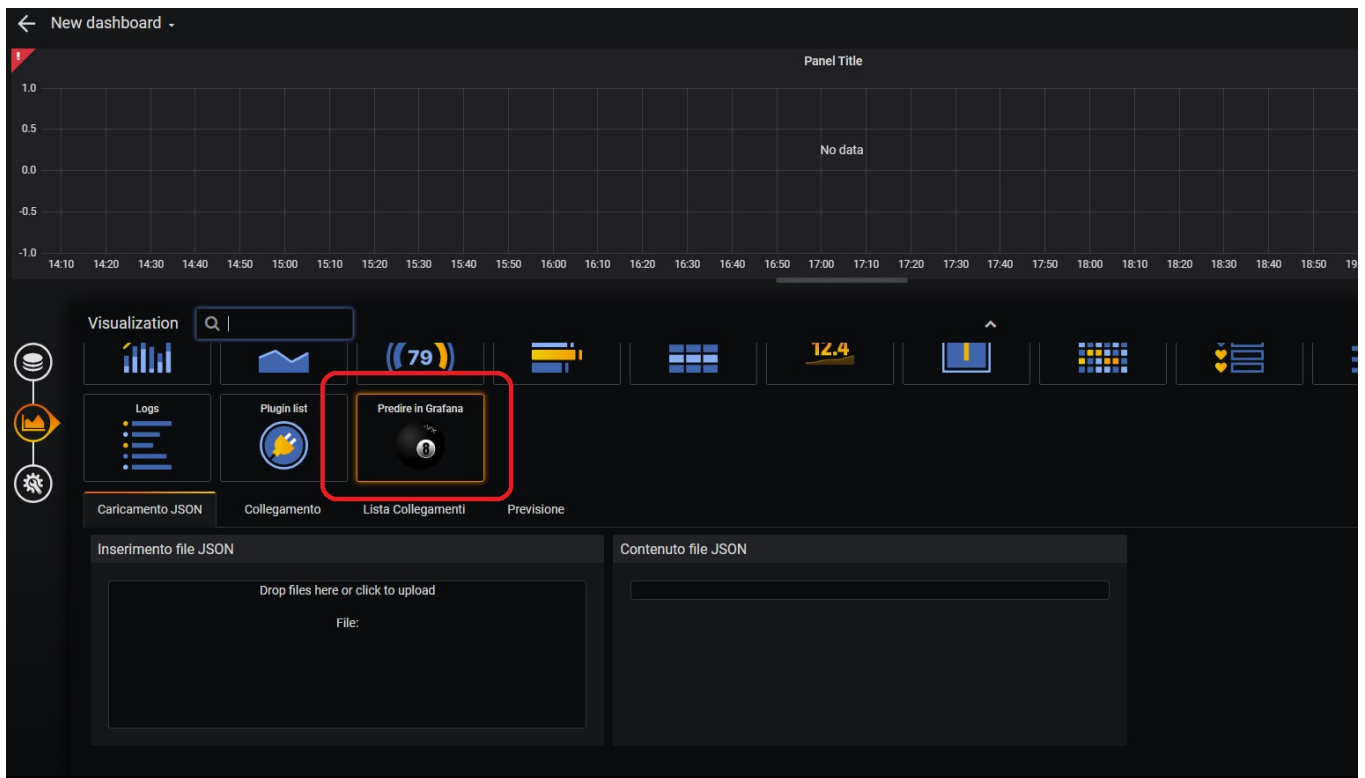 New dashboard
!
Panel Title
1.0
0.5
No data
0.0
-0.5
-1.0
14:10 14:20 14:30 14:40 14:50 15:00 15:10 15:20 15:30 15:40 15:50 16:00 16:10 16:20 16:30 16:40 16:50 17:00 17:10 17:20 17:30 17:40 17:50 18:00 18:10 18:20 18:30 18:40 18:50 19
Visualization
79
12.4
Logs Plugin list Predire in Grafana
8
Caricamento JSON Collegamento Lista Collegamenti Previsione
Inserimento file JSON Contenuto file JSON
Drop files here or click to upload
File: